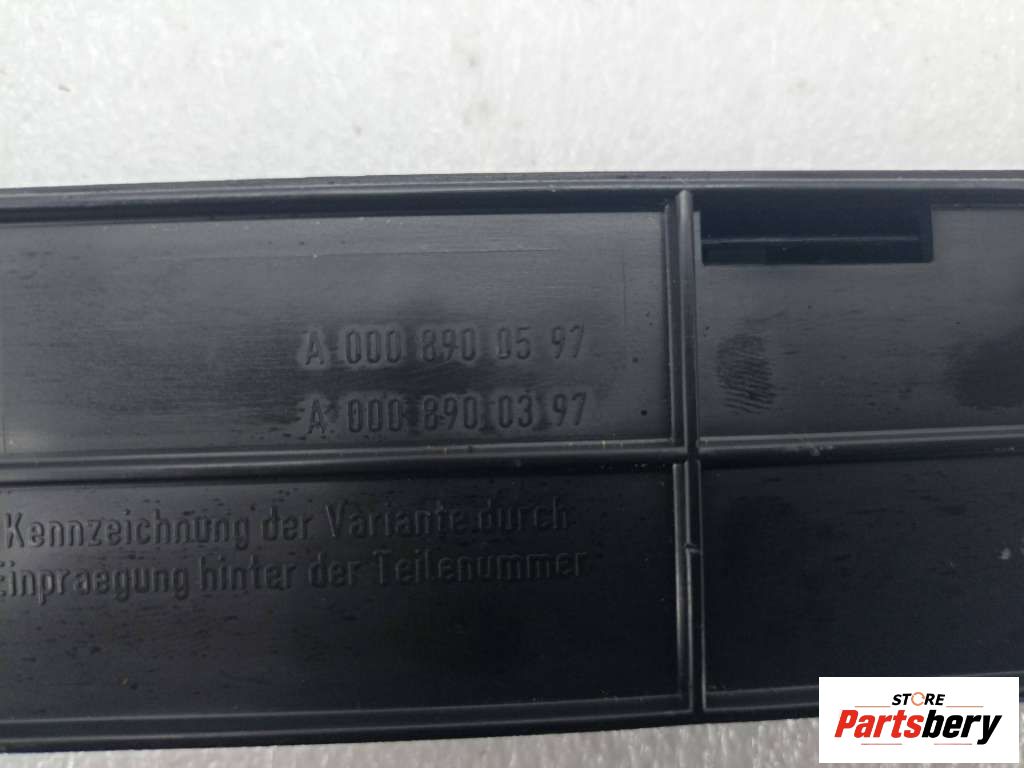 A 000 890 05 97
A 000 890 03 97
Kennzeichnung der Variante durch
Einpraegung hinter der Teilenummer
STORE
Partsbery